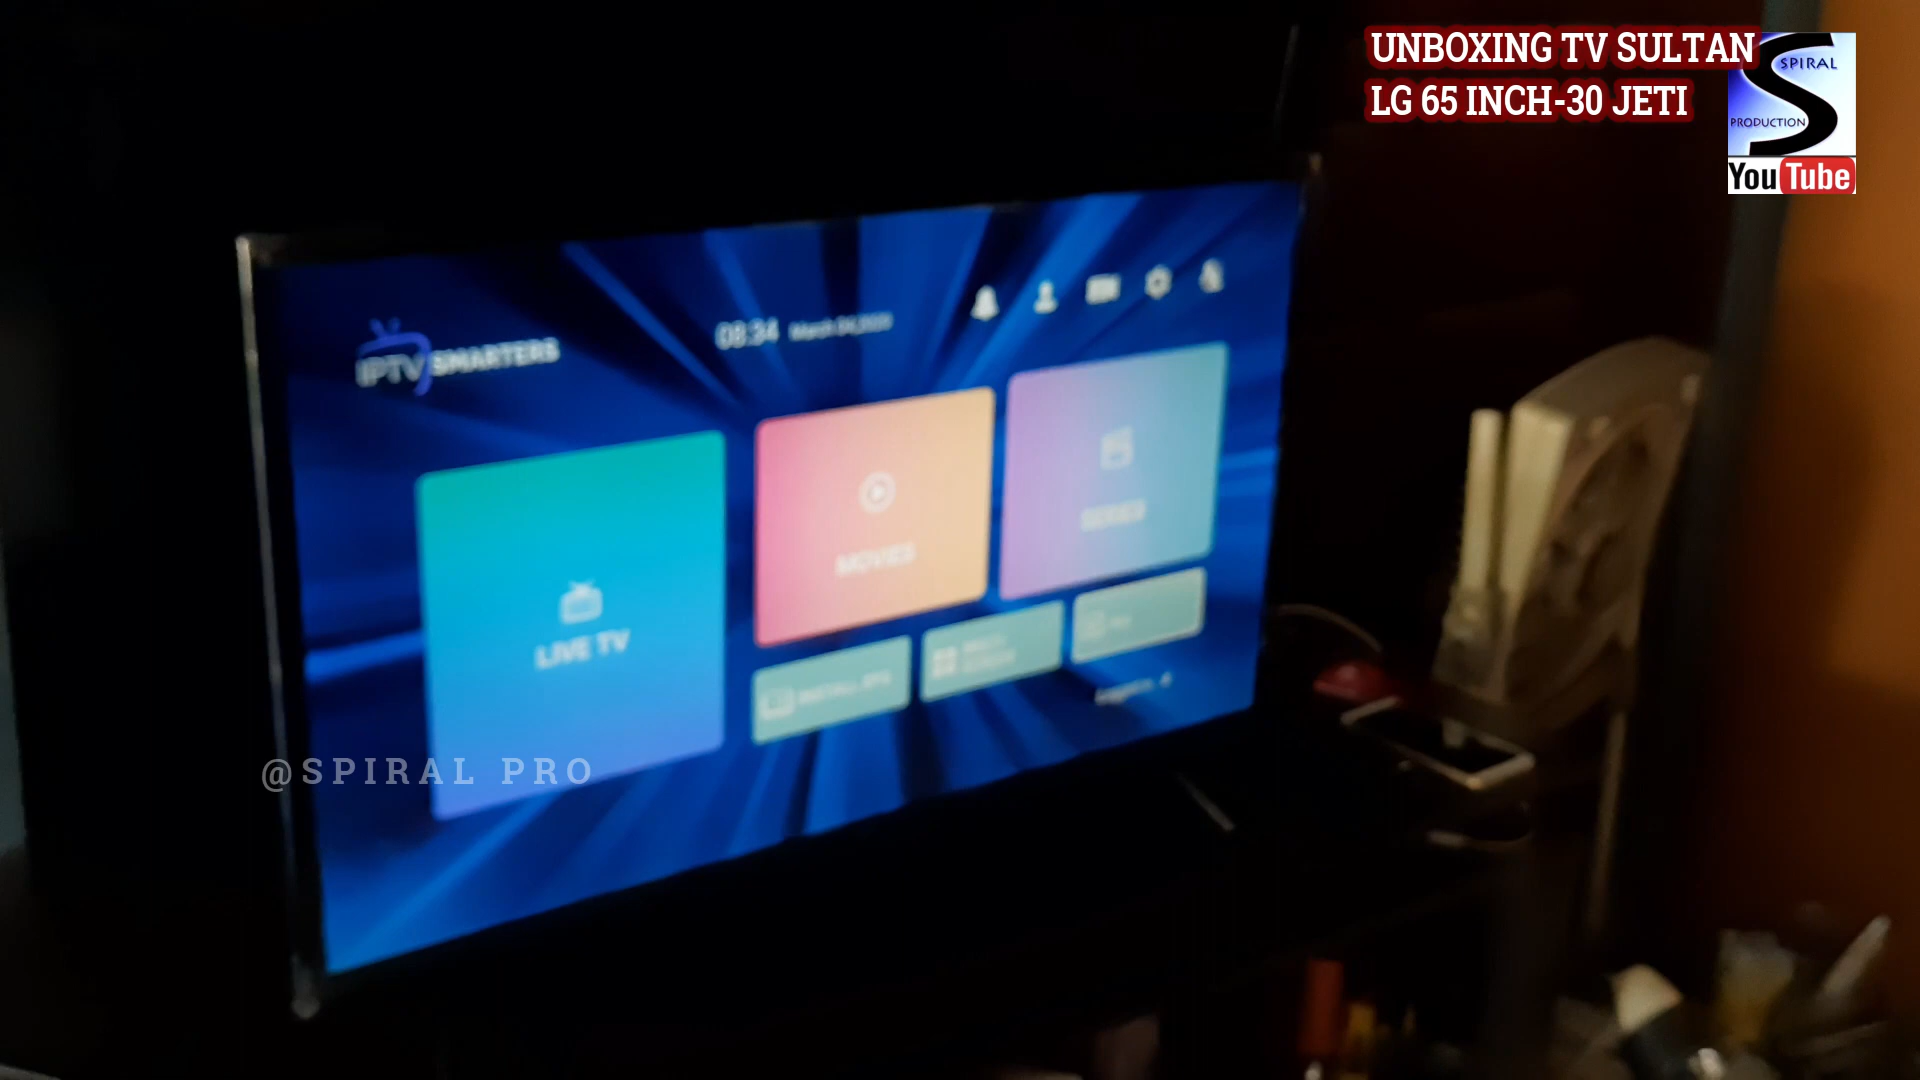 UNBOXING TV SULTAN
LG 65 INCH-30 JETI
SPIRAL
PRODUCTION
YouTube
IPTV SMARTERS
08:34
LIVE TV
MOVIES
SERIES
@SPIRAL PRO